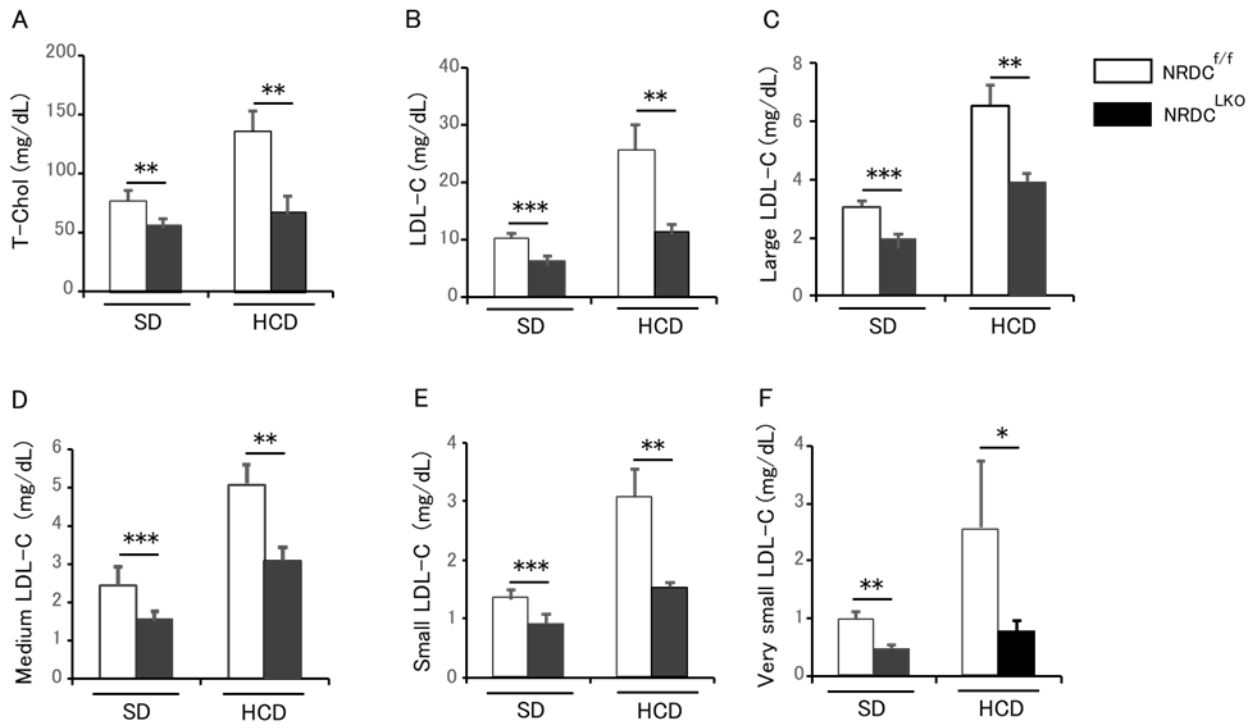 A
T-Chol (mg/dL)
200
150
100
50
0
**
**
SD
HCD
B
LDL-C (mg/dL)
40
30
20
10
0
***
**
SD
HCD
C
Large LDL-C (mg/dL)
8
6
4
2
0
***
**
SD
HCD
NRDC^f/f
NRDC^LKO
D
Medium LDL-C (mg/dL)
6
5
4
3
2
1
0
***
**
SD
HCD
E
Small LDL-C (mg/dL)
4
3
2
1
0
***
**
SD
HCD
F
Very small LDL-C (mg/dL)
4
3
2
1
0
**
*
SD
HCD